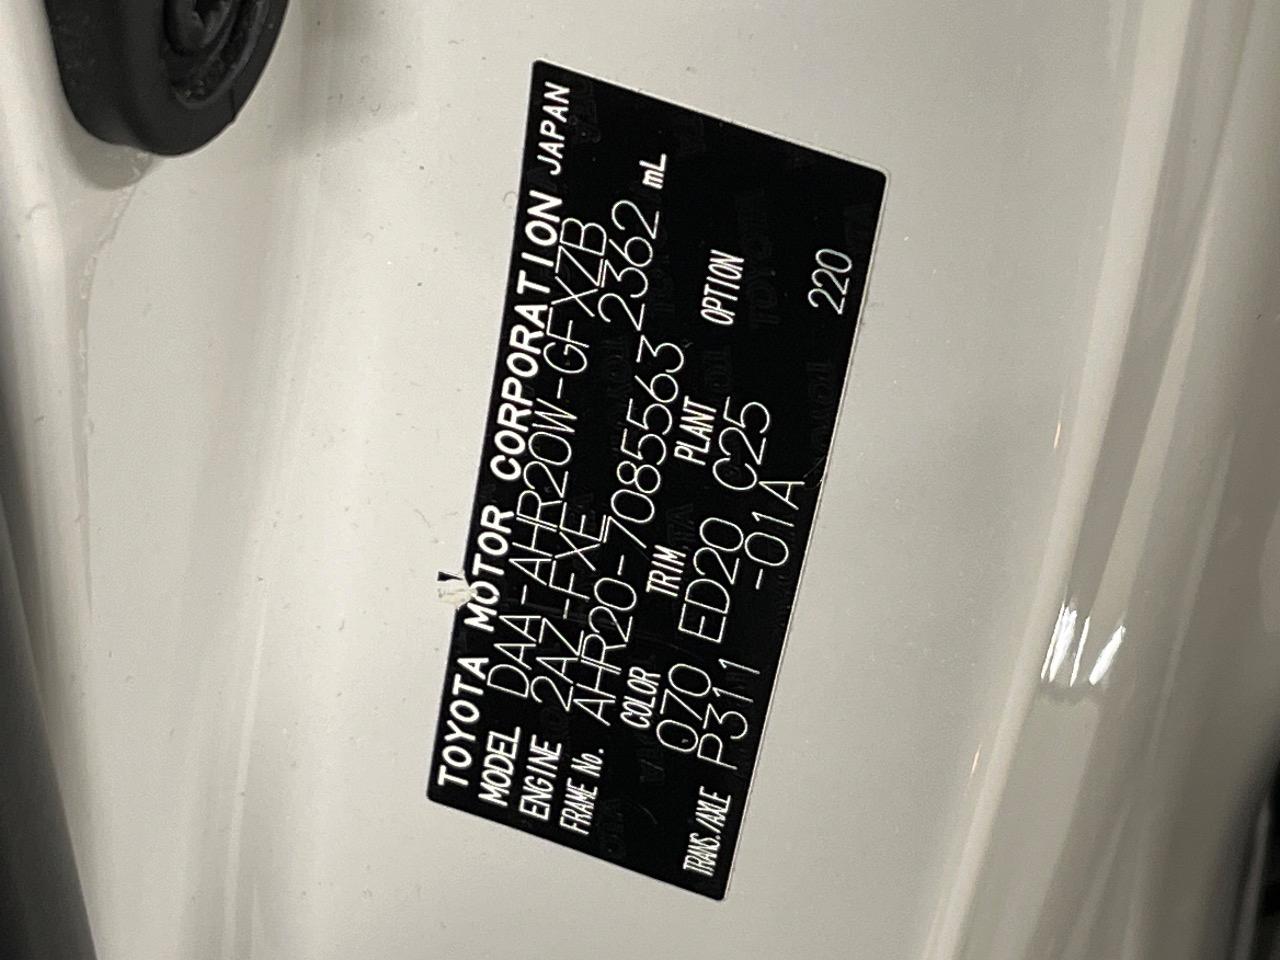 TOYOTA MOTOR CORPORATION JAPAN
MODEL DAA-AHR20W-GFXZB
ENGINE 2AZ-FXE 2362 mL
FRAME No. AHR20-7085563
COLOR TRIM PLANT OPTION
070 ED20 C25
TRANS./AXLE P311 -01A 220